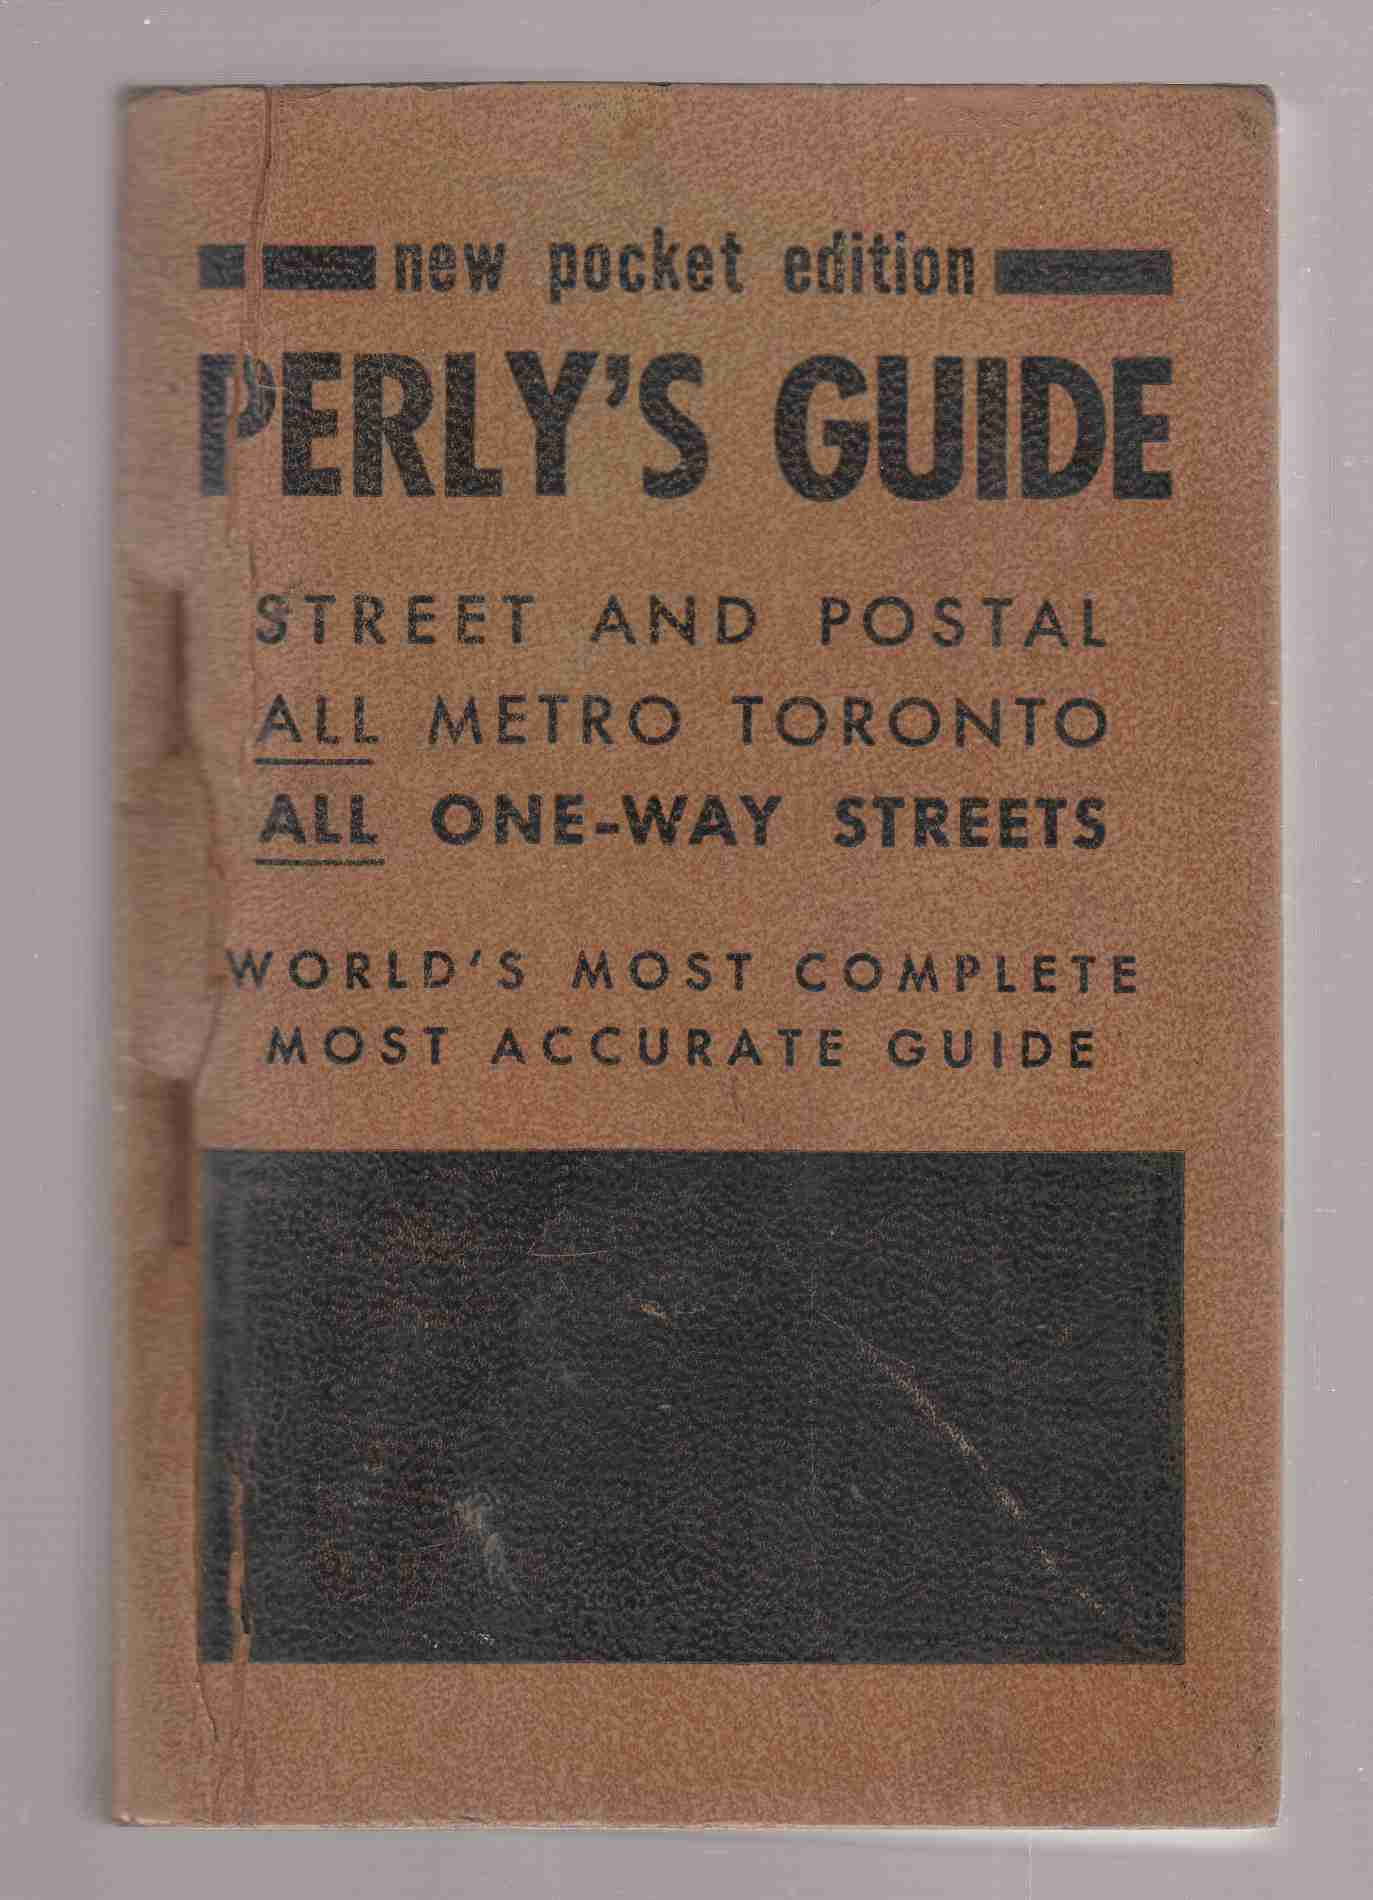 new pocket edition
PERLY'S GUIDE
STREET AND POSTAL
ALL METRO TORONTO
ALL ONE-WAY STREETS
WORLD'S MOST COMPLETE
MOST ACCURATE GUIDE